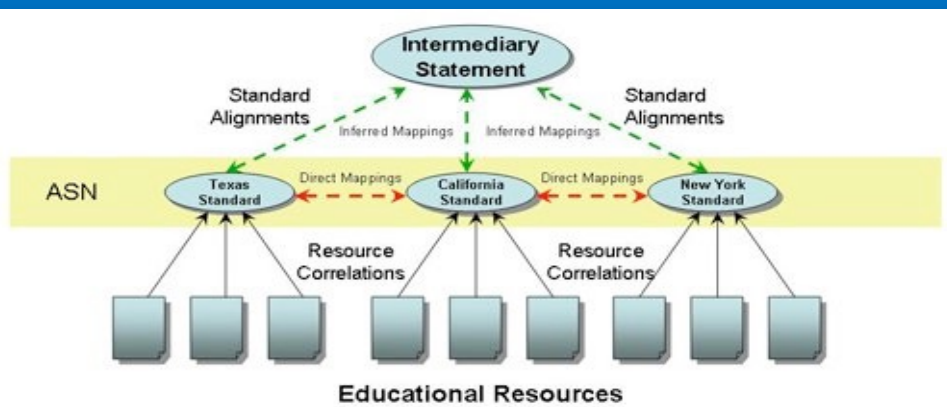 Intermediary
Statement
Standard
Alignments
Standard
Alignments
Inferred Mappings
Inferred Mappings
ASN
Texas
Standard
Direct Mappings
California
Standard
Direct Mappings
New York
Standard
Resource
Correlations
Resource
Correlations
Educational Resources